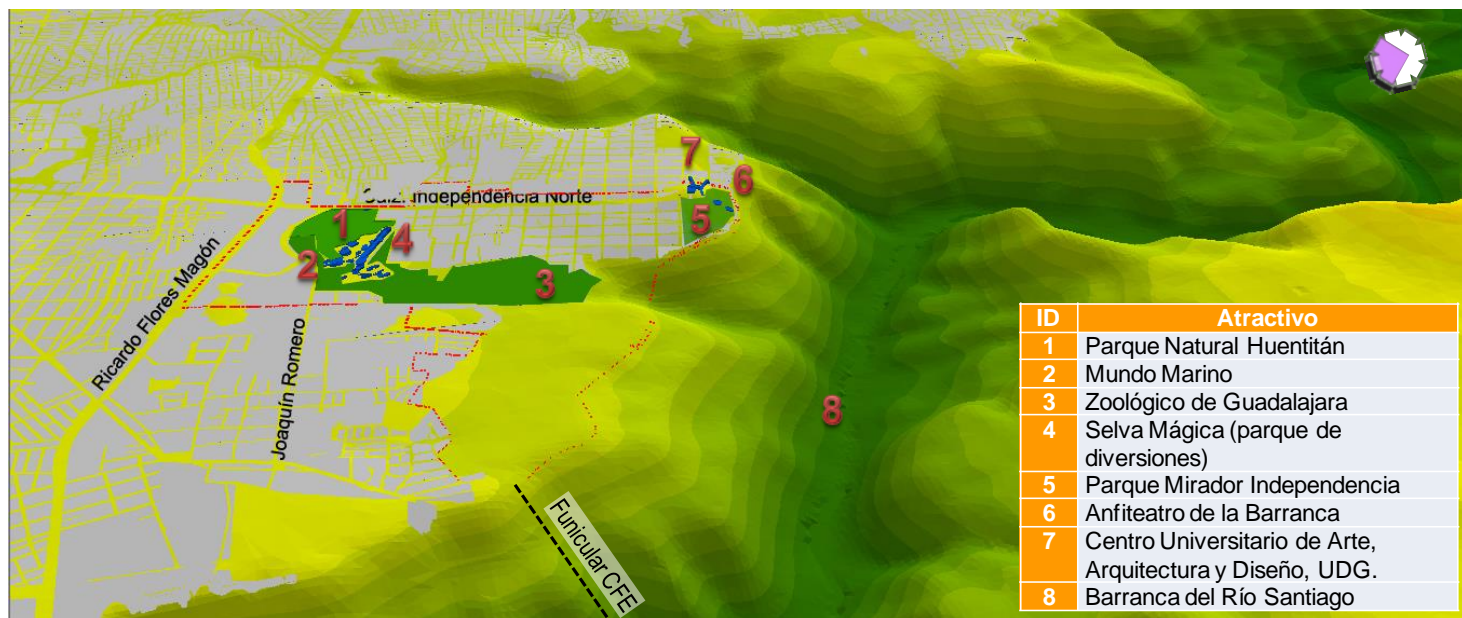 7
6
Calz. Independencia Norte
5
1
4
2
3
Ricardo Flores Magón
Joaquín Romero
8
Funicular CFE
ID Atractivo
1 Parque Natural Huentitán
2 Mundo Marino
3 Zoológico de Guadalajara
4 Selva Mágica (parque de
diversiones)
5 Parque Mirador Independencia
6 Anfiteatro de la Barranca
7 Centro Universitario de Arte,
Arquitectura y Diseño, UDG.
8 Barranca del Río Santiago